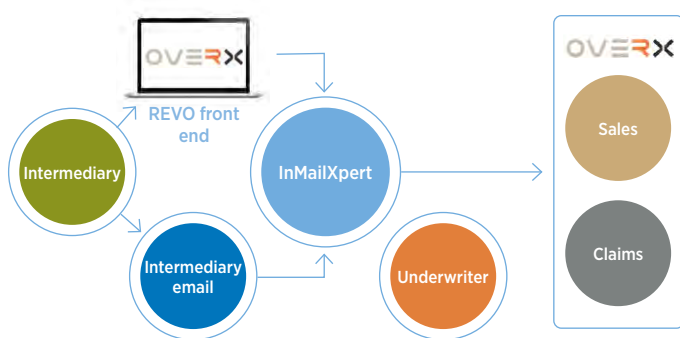 OVERX
REVO front
end
Intermediary
InMailXpert
Intermediary
email
Underwriter
OVERX
Sales
Claims